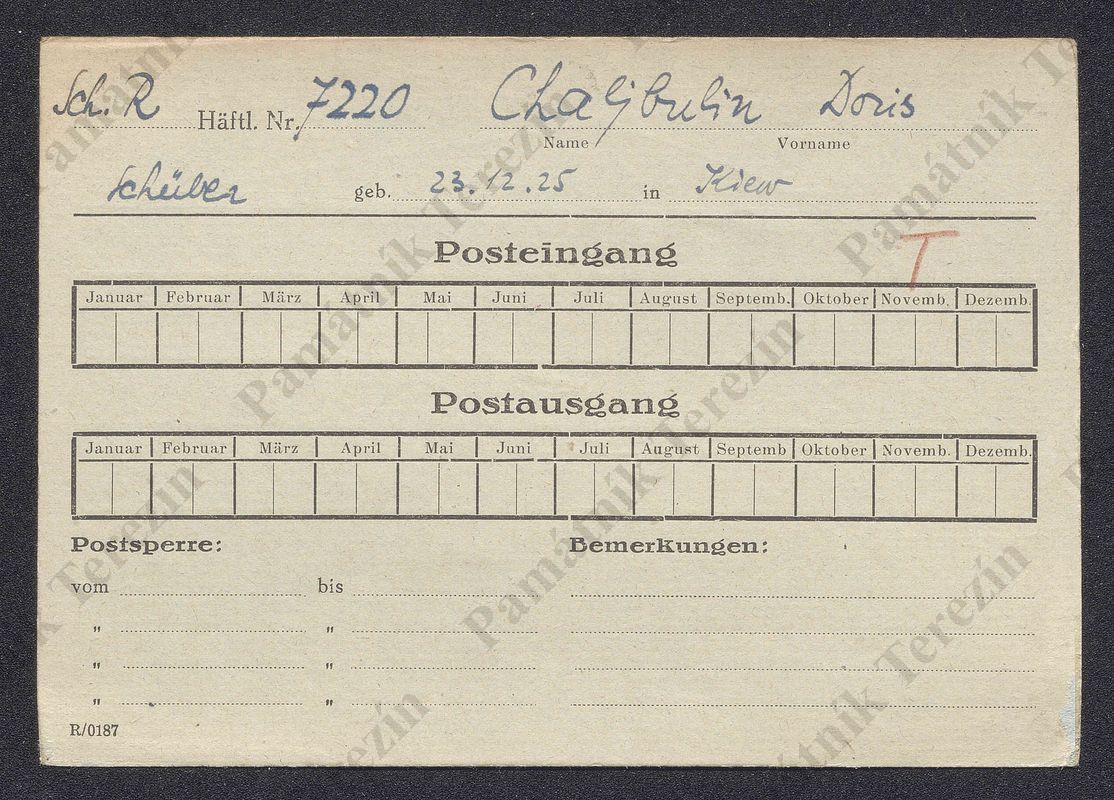 Sch. R Häftl. Nr. 7220 Chaljbulin Doris
Name Vorname
Schüler geb. 23.12.25 in Kiew
T
Posteingang
Januar Februar März April Mai Juni Juli August Septemb. Oktober Novemb. Dezemb.
Postausgang
Januar Februar März April Mai Juni Juli August Septemb Oktober Novemb. Dezemb.
Postsperre: Bemerkungen:
vom bis
" "
" "
" "
R/0187
Památník Terezín